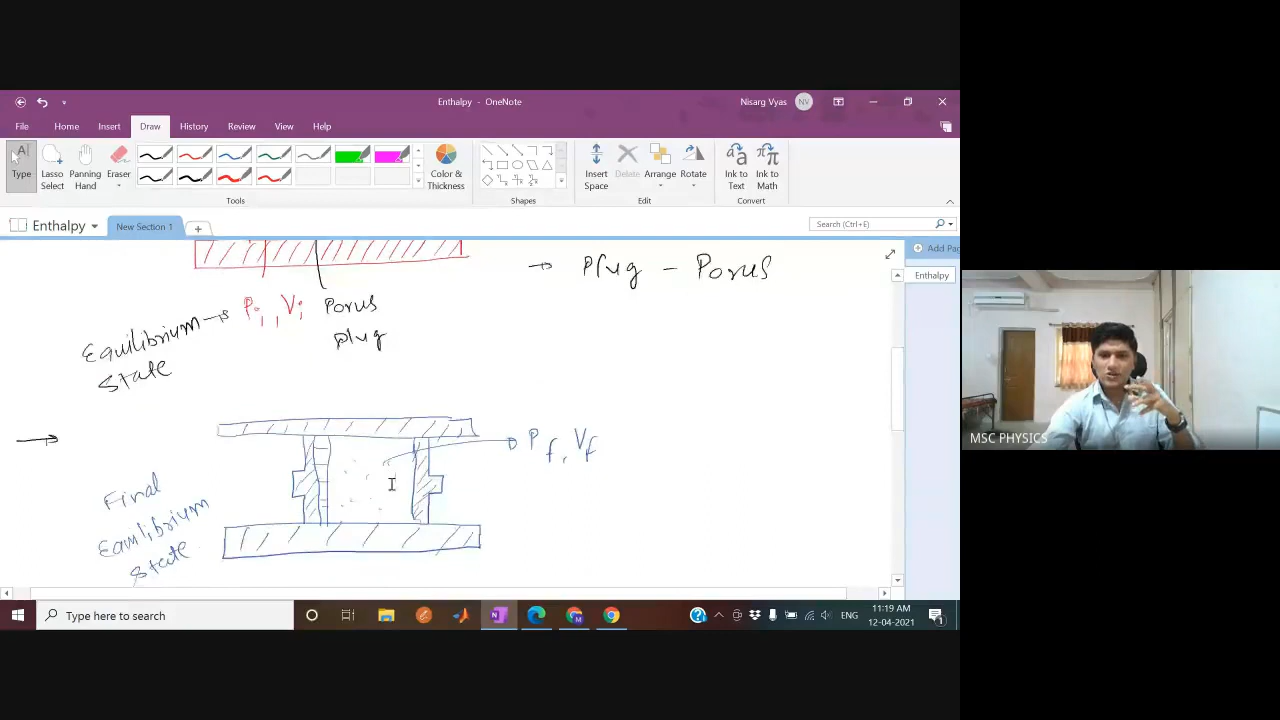 Enthalpy - OneNote
Nisarg Vyas NV
File Home Insert Draw History Review View Help
Type
Lasso Select
Panning Hand
Eraser
Color & Thickness
Insert Space
Delete
Arrange
Rotate
Ink to Text
Ink to Math
Tools
Shapes
Edit
Convert
Enthalpy
New Section 1
Search (Ctrl+E)
Add Pag
Enthalpy
→ Plug - Porus
Equilibrium → Pi, Vi
State
Porus
plug
→
Pf, Vf
Final
Equilibrium
State
MSC PHYSICS
Type here to search
ENG
11:19 AM
12-04-2021
1